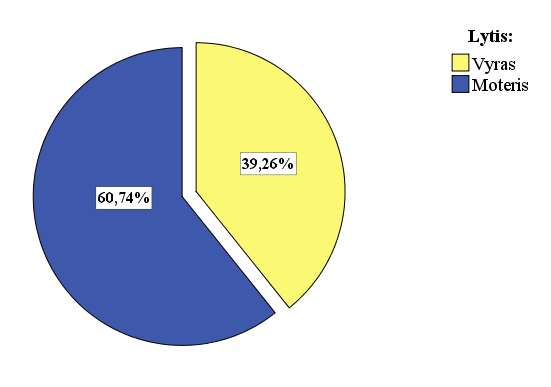 Lytis:
Vyras
Moteris
39,26%
60,74%